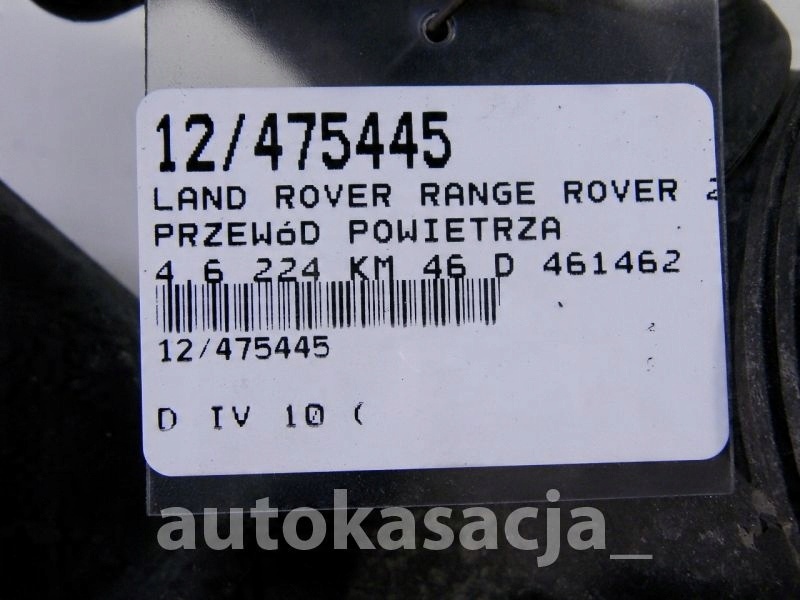 12/475445
LAND ROVER RANGE ROVER 2
PRZEWóD POWIETRZA
4.6 224 KM 46 D 461462
12/475445
D IV 10 (
autokasacja_